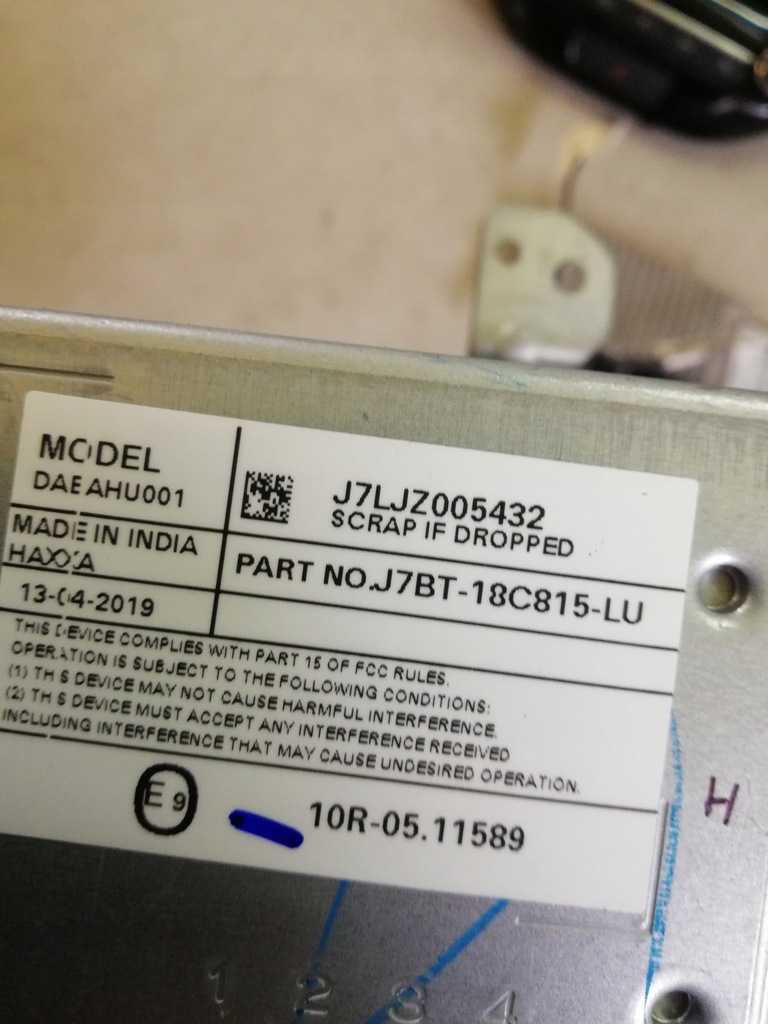 MODEL
DAEAHU001
J7LJZ005432
SCRAP IF DROPPED
MADE IN INDIA
PART NO.J7BT-18C815-LU
13-04-2019
THIS DEVICE COMPLIES WITH PART 15 OF FCC RULES.
OPERATION IS SUBJECT TO THE FOLLOWING CONDITIONS:
(1) THIS DEVICE MAY NOT CAUSE HARMFUL INTERFERENCE.
(2) THIS DEVICE MUST ACCEPT ANY INTERFERENCE RECEIVED
INCLUDING INTERFERENCE THAT MAY CAUSE UNDESIRED OPERATION.
E 9
10R-05.11589
H
1 2 3 4